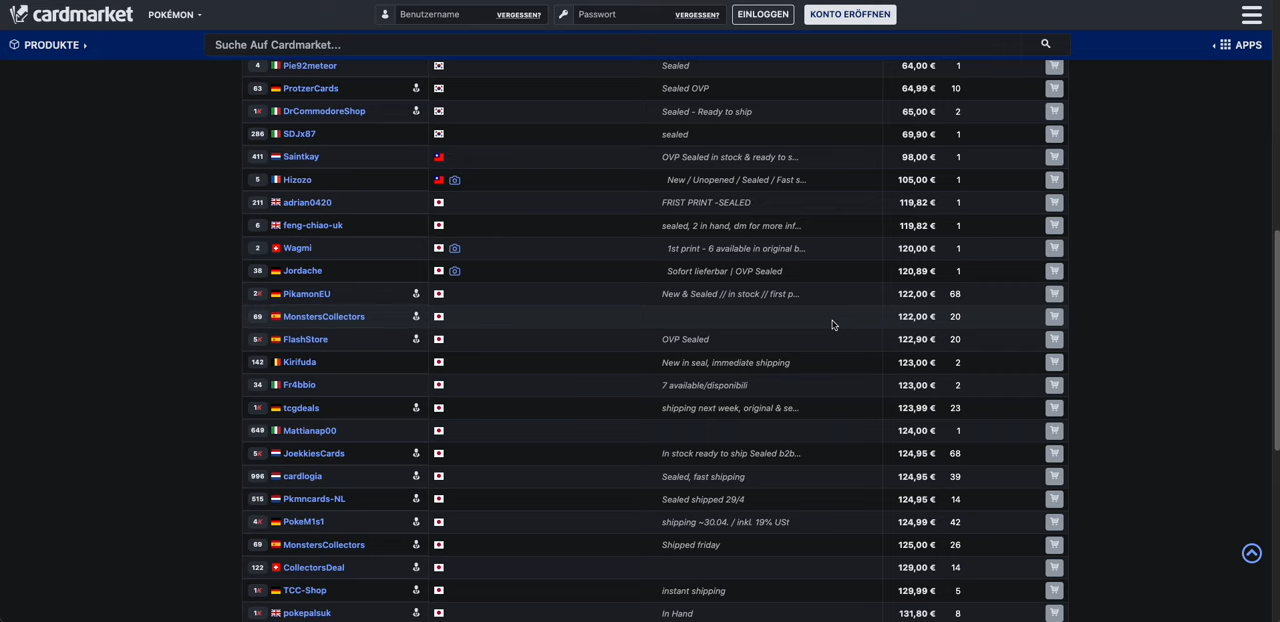 cardmarket POKÉMON Benutzername VERGESSEN? Passwort VERGESSEN? EINLOGGEN KONTO ERÖFFNEN
PRODUKTE Suche Auf Cardmarket... APPS
4 Pie92meteor Sealed 64,00 € 1
63 ProtzerCards Sealed OVP 64,99 € 10
1K DrCommodoreShop Sealed - Ready to ship 65,00 € 2
286 SDJx87 sealed 69,90 € 1
411 Saintkay OVP Sealed in stock & ready to s... 98,00 € 1
5 Hizozo New / Unopened / Sealed / Fast s... 105,00 € 1
211 adrian0420 FRIST PRINT -SEALED 119,82 € 1
6 feng-chiao-uk sealed, 2 in hand, dm for more inf... 119,82 € 1
2 Wagmi 1st print - 6 available in original b... 120,00 € 1
38 Jordache Sofort lieferbar | OVP Sealed 120,89 € 1
2K PikamonEU New & Sealed // in stock // first p... 122,00 € 68
69 MonstersCollectors 122,00 € 20
5K FlashStore OVP Sealed 122,90 € 20
142 Kirifuda New in seal, immediate shipping 123,00 € 2
34 Fr4bbio 7 available/disponibili 123,00 € 2
1K tcgdeals shipping next week, original & se... 123,99 € 23
649 Mattianap00 124,00 € 1
5K JoekkiesCards In stock ready to ship Sealed b2b... 124,95 € 68
996 cardlogia Sealed, fast shipping 124,95 € 39
515 Pkmncards-NL Sealed shipped 29/4 124,95 € 14
4K PokeM1s1 shipping ~30.04. / inkl. 19% USt 124,99 € 42
69 MonstersCollectors Shipped friday 125,00 € 26
122 CollectorsDeal 129,00 € 14
1K TCC-Shop instant shipping 129,99 € 5
1K pokepalsuk In Hand 131,80 € 8